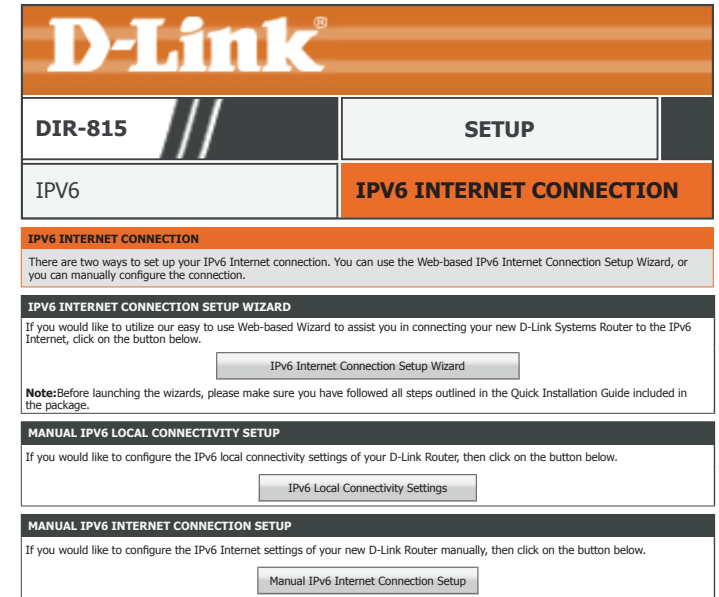 D-Link®
DIR-815
SETUP
IPV6
IPV6 INTERNET CONNECTION
IPV6 INTERNET CONNECTION
There are two ways to set up your IPv6 Internet connection. You can use the Web-based IPv6 Internet Connection Setup Wizard, or
you can manually configure the connection.
IPV6 INTERNET CONNECTION SETUP WIZARD
If you would like to utilize our easy to use Web-based Wizard to assist you in connecting your new D-Link Systems Router to the IPv6
Internet, click on the button below.
IPv6 Internet Connection Setup Wizard
Note:Before launching the wizards, please make sure you have followed all steps outlined in the Quick Installation Guide included in
the package.
MANUAL IPV6 LOCAL CONNECTIVITY SETUP
If you would like to configure the IPv6 local connectivity settings of your D-Link Router, then click on the button below.
IPv6 Local Connectivity Settings
MANUAL IPV6 INTERNET CONNECTION SETUP
If you would like to configure the IPv6 Internet settings of your new D-Link Router manually, then click on the button below.
Manual IPv6 Internet Connection Setup